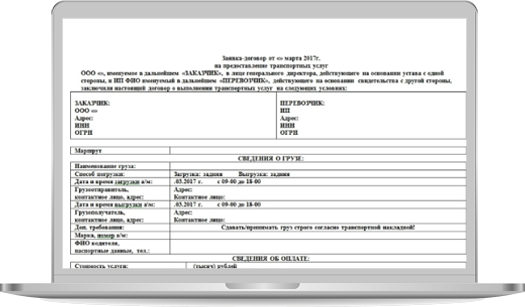 Заявка-договор от «» марта 2017г.
на предоставление транспортных услуг
ООО «», именуемое в дальнейшем «ЗАКАЗЧИК», в лице генерального директора, действующего на основании устава с одной
стороны, и ИП ФИО именуемый в дальнейшем «ПЕРЕВОЗЧИК», действующего на основании свидетельства с другой стороны,
заключили настоящий договор о выполнении транспортных услуг на следующих условиях:
ЗАКАЗЧИК:
ООО «»
Адрес:
ИНН
ОГРН
ПЕРЕВОЗЧИК:
ИП
Адрес:
ИНН
ОГРН
Маршрут
СВЕДЕНИЯ О ГРУЗЕ:
Наименование груза:
Способ погрузки: Загрузка: задняя Выгрузка: задняя
Дата и время загрузки а/м: .03.2017 г. с 09-00 до 18-00
Грузоотправитель, Адрес:
контактное лицо, адрес: Контактное лицо:
Дата и время выгрузки а/м: .03.2017 г. с 09-00 до 18-00
Грузополучатель, Адрес:
контактное лицо, адрес: Контактное лицо:
Доп. требования: Сдавать/принимать груз строго согласно транспортной накладной!
Марка, номер а/м:
ФИО водителя,
паспортные данные, тел.:
СВЕДЕНИЯ ОБ ОПЛАТЕ:
Стоимость услуги: (тысяч) рублей